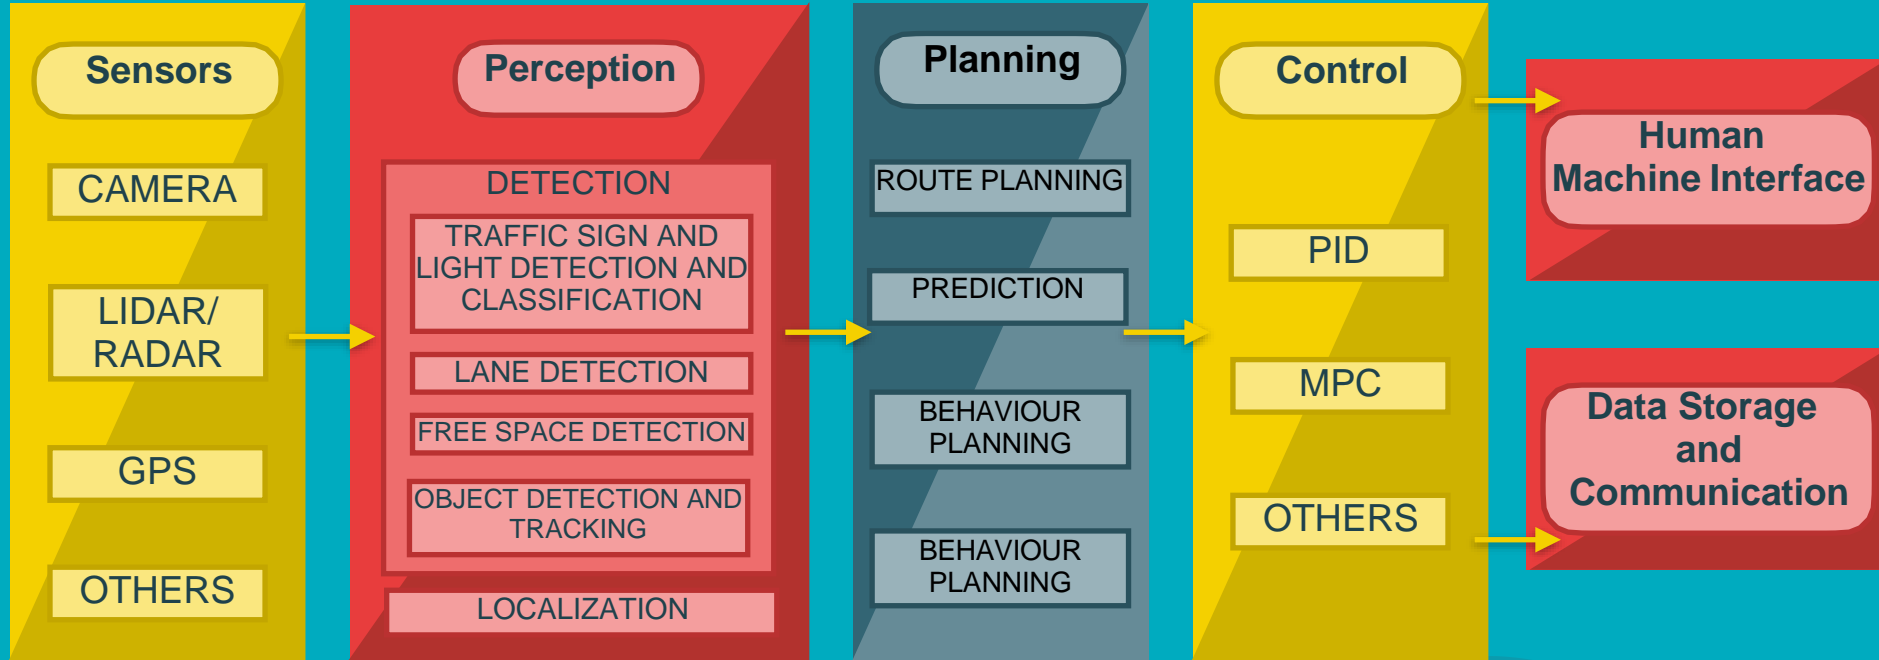 Sensors
CAMERA
LIDAR/
RADAR
GPS
OTHERS
Perception
DETECTION
TRAFFIC SIGN AND
LIGHT DETECTION AND
CLASSIFICATION
LANE DETECTION
FREE SPACE DETECTION
OBJECT DETECTION AND
TRACKING
LOCALIZATION
Planning
ROUTE PLANNING
PREDICTION
BEHAVIOUR
PLANNING
BEHAVIOUR
PLANNING
Control
PID
MPC
OTHERS
Human
Machine Interface
Data Storage
and
Communication